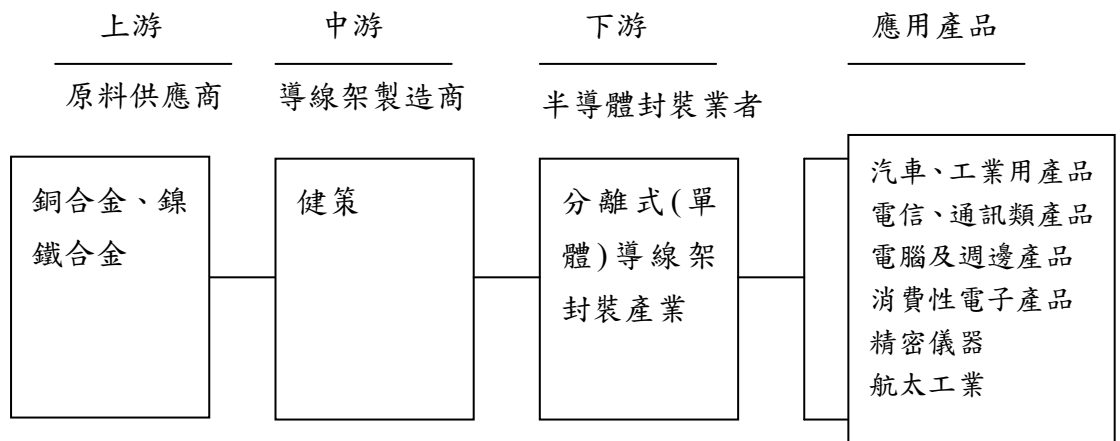 上游
中游
下游
應用產品
原料供應商
導線架製造商
半導體封裝業者
銅合金、鎳
鐵合金
健策
分離式(單
體)導線架
封裝產業
汽車、工業用產品
電信、通訊類產品
電腦及週邊產品
消費性電子產品
精密儀器
航太工業